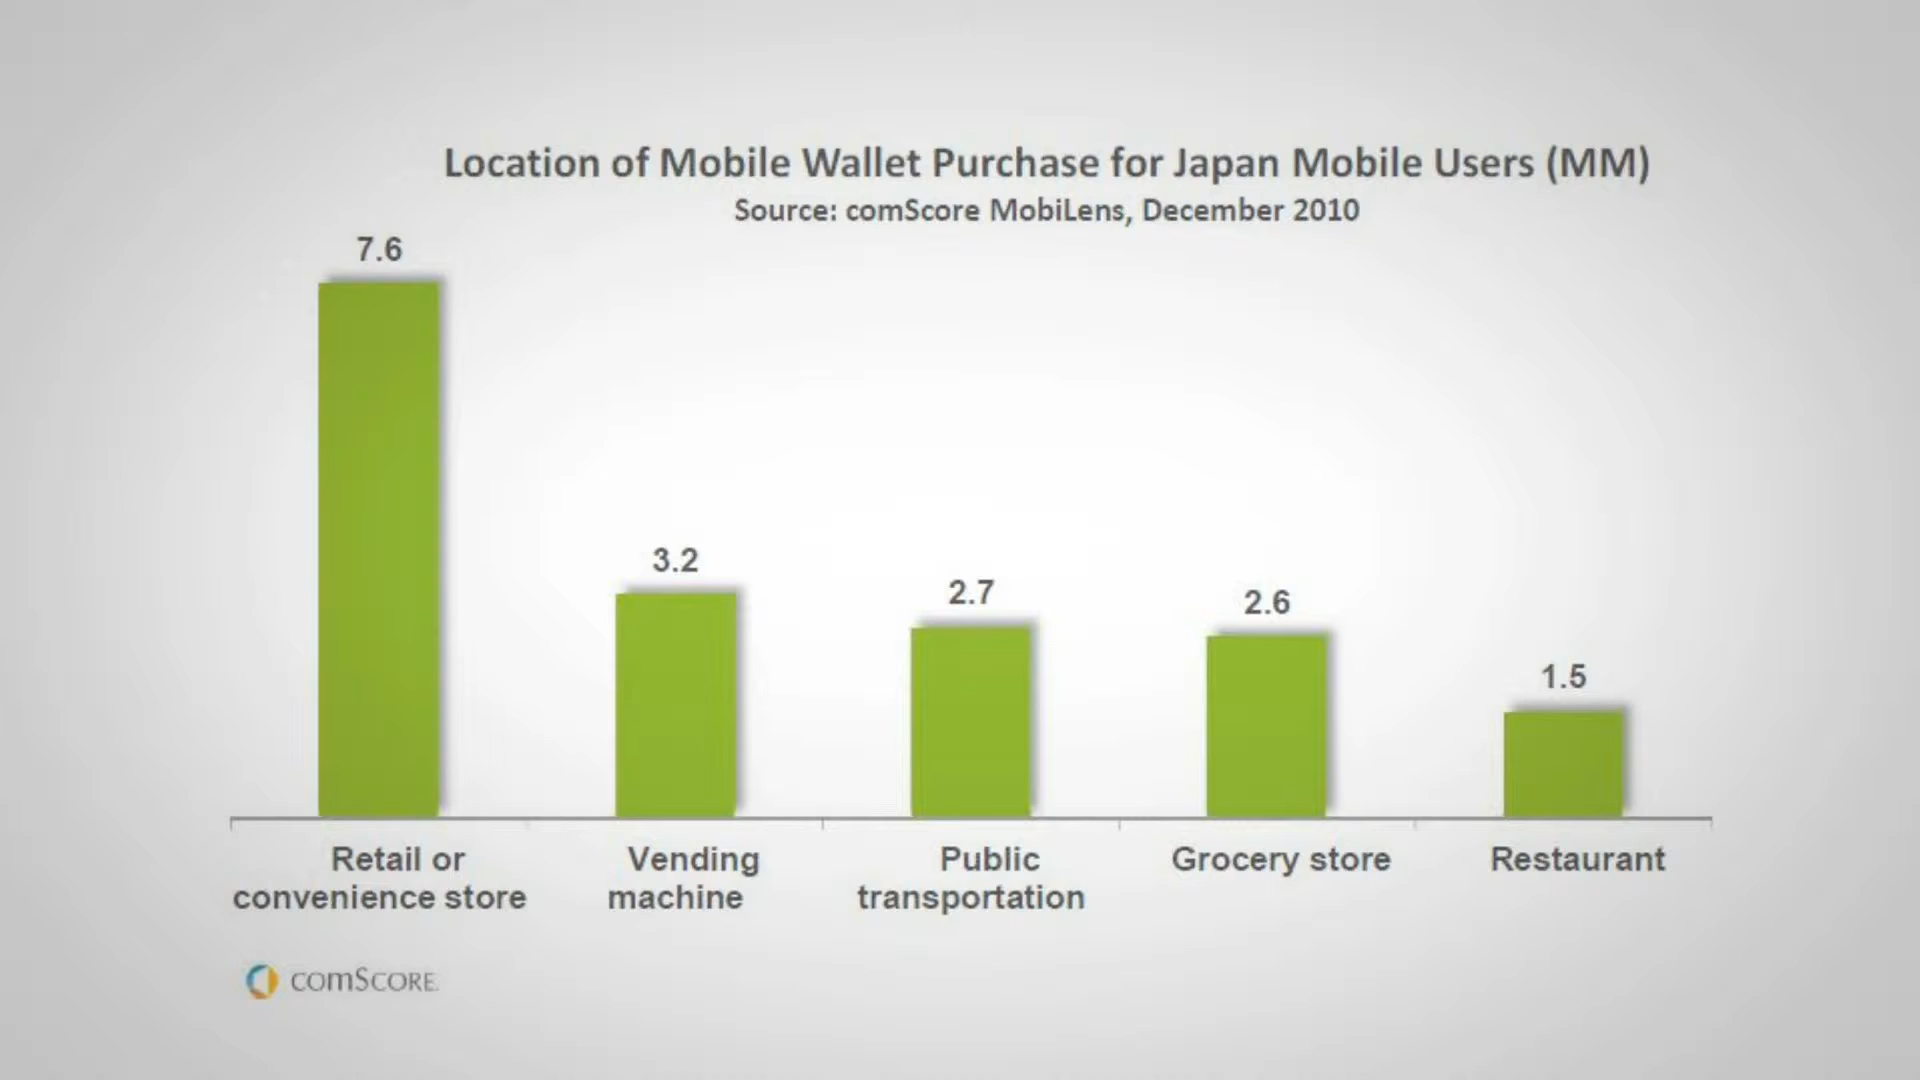 Location of Mobile Wallet Purchase for Japan Mobile Users (MM)
Source: comScore MobiLens, December 2010
7.6
3.2
2.7
2.6
1.5
Retail or
convenience store
Vending
machine
Public
transportation
Grocery store
Restaurant
comSCORE.